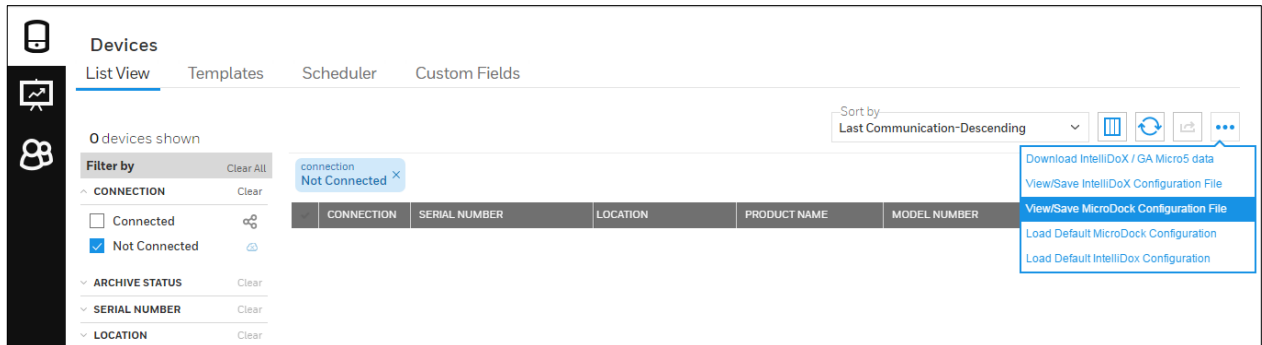 Devices
List View Templates Scheduler Custom Fields
Sort by
Last Communication-Descending
0 devices shown
Filter by Clear All
connection
Not Connected ×
CONNECTION Clear
Connected
Not Connected
ARCHIVE STATUS Clear
SERIAL NUMBER Clear
LOCATION Clear
CONNECTION SERIAL NUMBER LOCATION PRODUCT NAME MODEL NUMBER
Download IntelliDoX / GA Micro5 data
View/Save IntelliDoX Configuration File
View/Save MicroDock Configuration File
Load Default MicroDock Configuration
Load Default IntelliDox Configuration